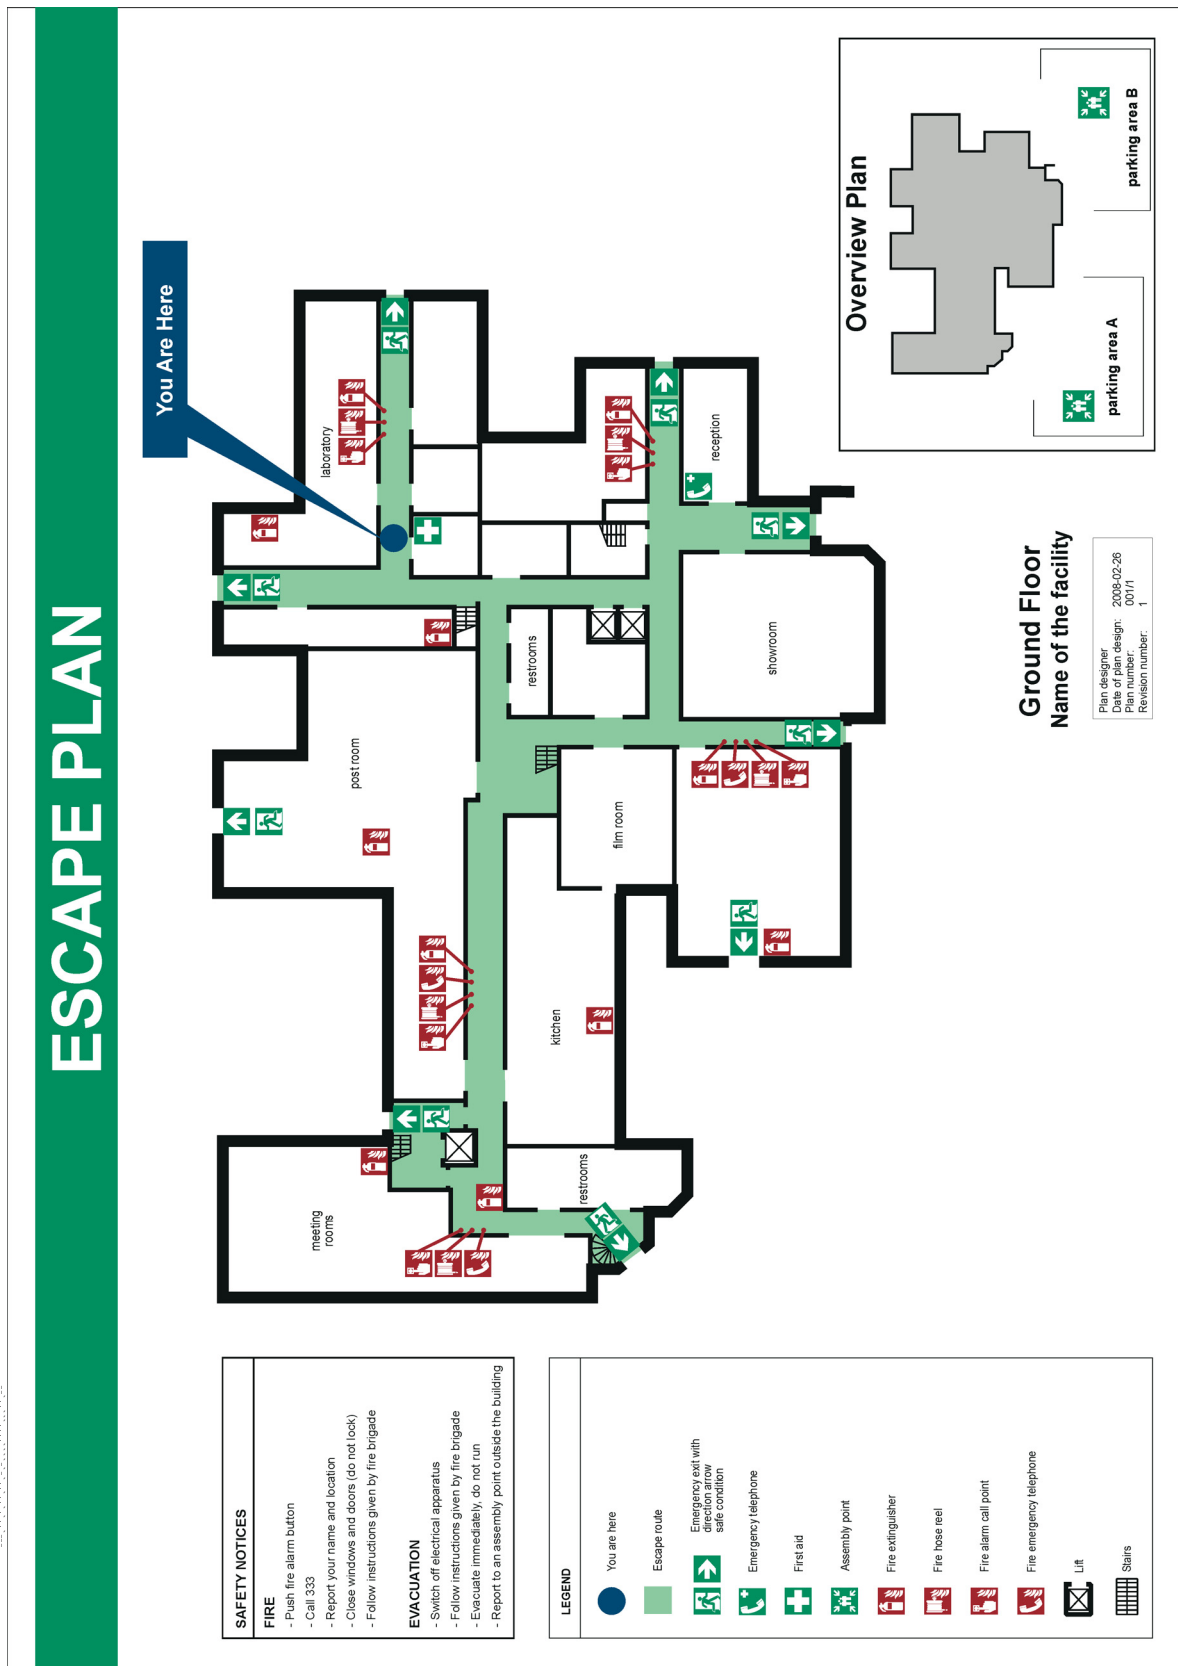 ESCAPE PLAN
You Are Here
laboratory
post room
restrooms
reception
showroom
film room
kitchen
meeting
rooms
restrooms
Overview Plan
parking area A
parking area B
Ground Floor
Name of the facility
Plan designer
Date of plan design: 2008-02-26
Plan number: 001/1
Revision number: 1
SAFETY NOTICES
FIRE
- Push fire alarm button
- Call 333
- Report your name and location
- Close windows and doors (do not lock)
- Follow instructions given by fire brigade
EVACUATION
- Switch off electrical apparatus
- Follow instructions given by fire brigade
- Evacuate immediately, do not run
- Report to an assembly point outside the building
LEGEND
You are here
Escape route
Emergency exit with
direction arrow
safe condition
Emergency telephone
First aid
Assembly point
Fire extinguisher
Fire hose reel
Fire alarm call point
Fire emergency telephone
Lift
Stairs